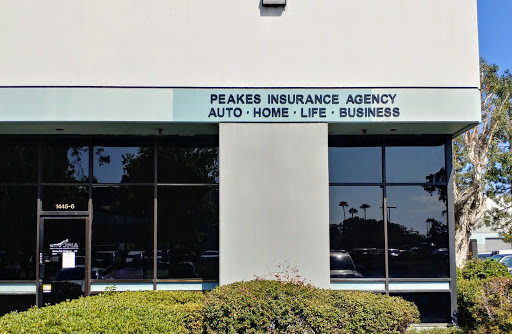 PEAKES INSURANCE AGENCY
AUTO · HOME · LIFE · BUSINESS
1445-6